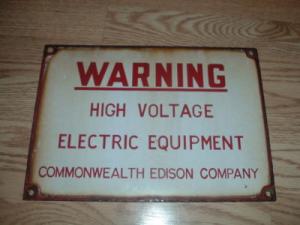 WARNING
HIGH VOLTAGE
ELECTRIC EQUIPMENT
COMMONWEALTH EDISON COMPANY